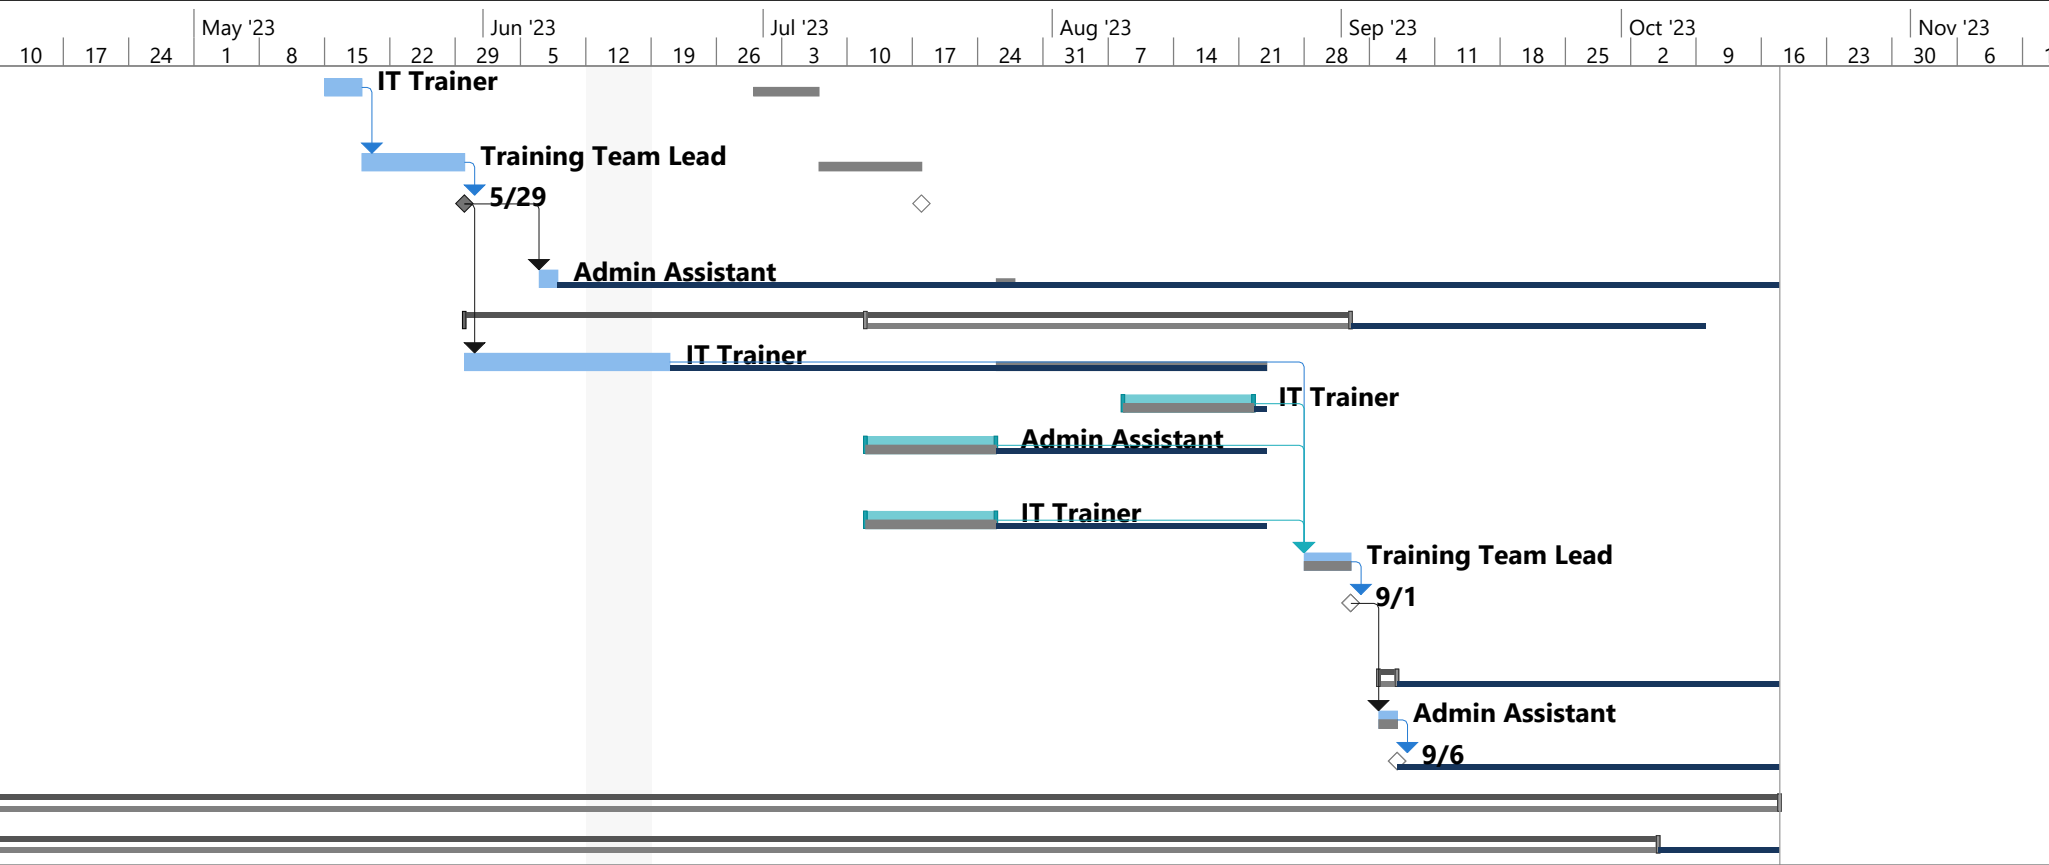 May '23 Jun '23 Jul '23 Aug '23 Sep '23 Oct '23 Nov '23
10 17 24 1 8 15 22 29 5 12 19 26 3 10 17 24 31 7 14 21 28 4 11 18 25 2 9 16 23 30 6
IT Trainer
Training Team Lead
5/29
Admin Assistant
IT Trainer
IT Trainer
Admin Assistant
IT Trainer
Training Team Lead
9/1
Admin Assistant
9/6